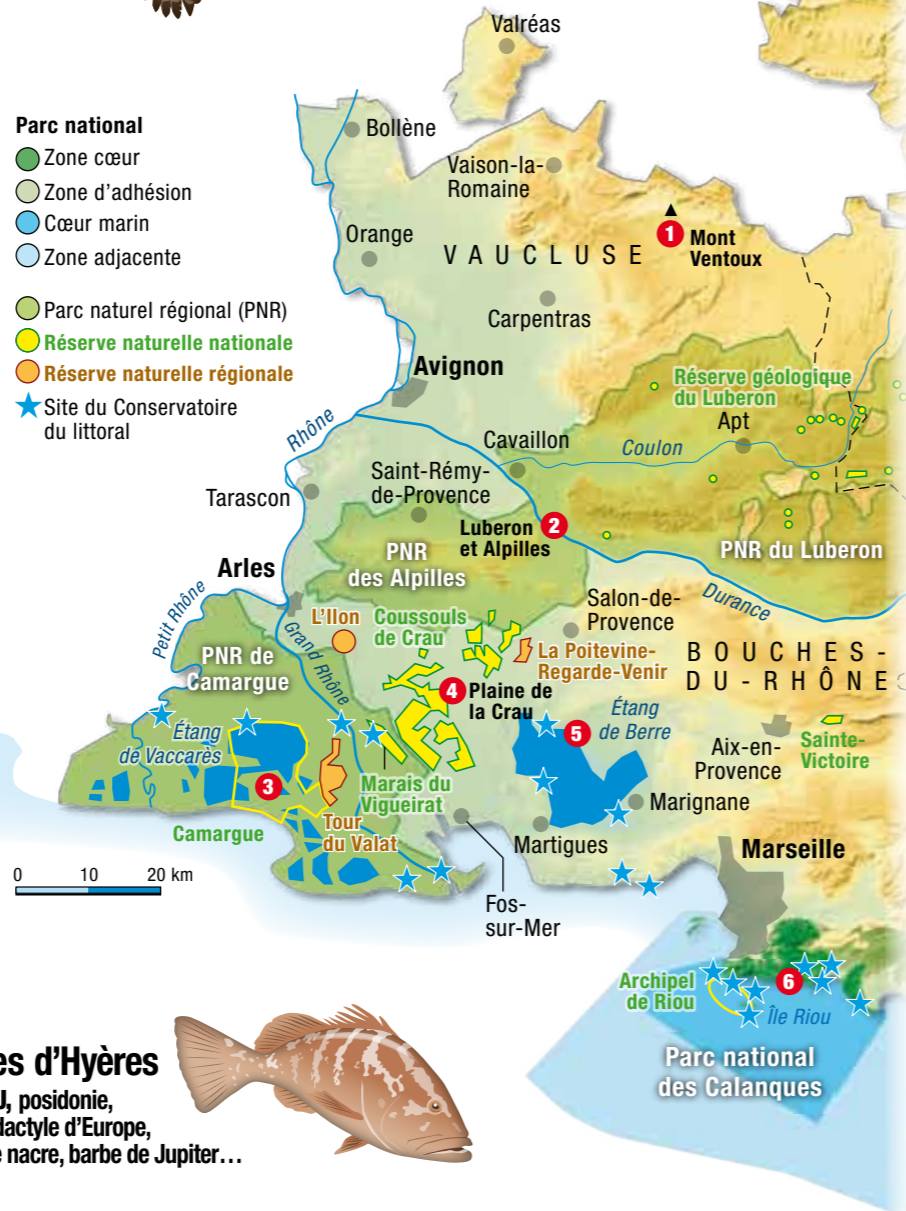 Valréas
Parc national
Zone cœur
Zone d'adhésion
Cœur marin
Zone adjacente
Parc naturel régional (PNR)
Réserve naturelle nationale
Réserve naturelle régionale
Site du Conservatoire
du littoral
Bollène
Vaison-la-
Romaine
Orange
VAUCLUSE
1 Mont
Ventoux
Carpentras
Avignon
Réserve géologique
du Luberon
Apt
Rhône
Cavaillon
Coulon
Saint-Rémy-
de-Provence
Tarascon
2
Luberon
et Alpilles
PNR du Luberon
PNR
des Alpilles
Arles
Durance
Petit Rhône
Salon-de-
Provence
L'Ilon
Coussouls
de Crau
Grand Rhône
La Poitevine-
Regarde-Venir
BOUCHES-
DU-RHÔNE
PNR de
Camargue
4 Plaine de
la Crau
Étang
de Vaccarès
Étang
de Berre
5
Aix-en-
Provence
Sainte-
Victoire
3
Marais du
Vigueirat
Marignane
Camargue
Tour
du Valat
Martigues
Marseille
0 10 20 km
Fos-
sur-Mer
Archipel
de Riou
6
Île Riou
Parc national
des Calanques
es d'Hyères
U, posidonie,
dactyle d'Europe,
e nacre, barbe de Jupiter…